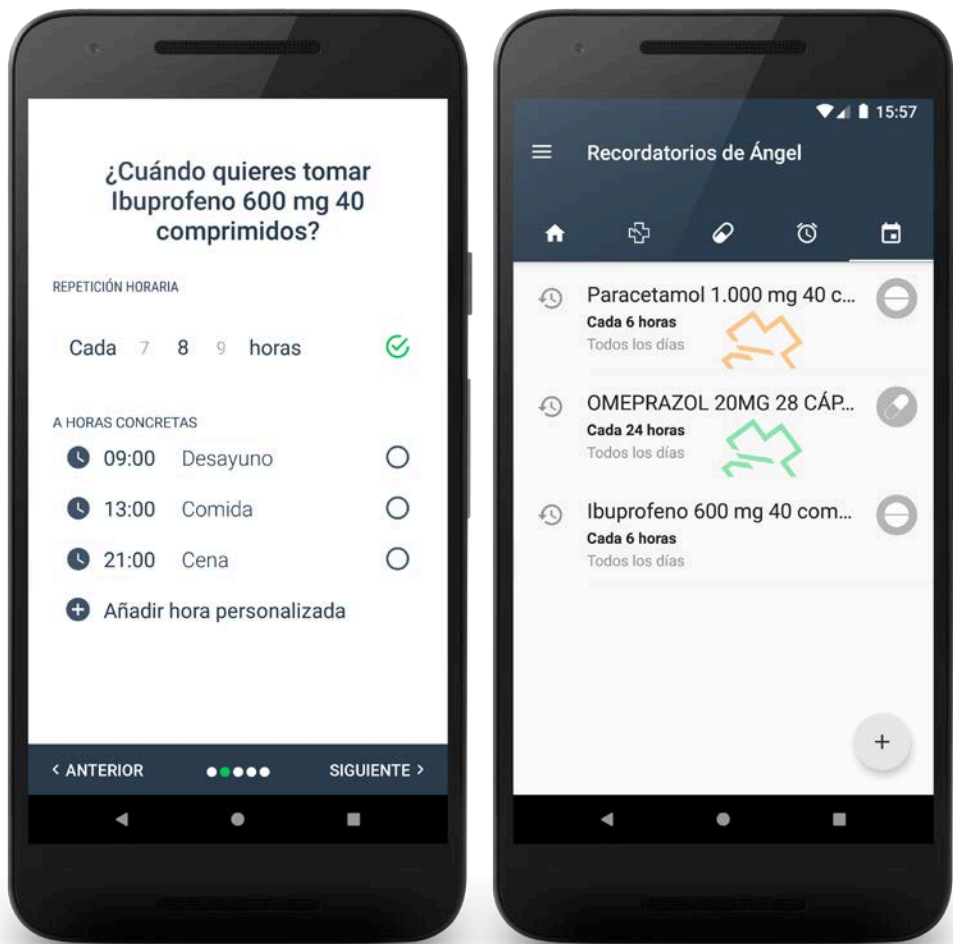 ¿Cuándo quieres tomar
Ibuprofeno 600 mg 40
comprimidos?
REPETICIÓN HORARIA
Cada 7 8 9 horas
A HORAS CONCRETAS
09:00 Desayuno
13:00 Comida
21:00 Cena
Añadir hora personalizada
< ANTERIOR
SIGUIENTE >
15:57
Recordatorios de Ángel
Paracetamol 1.000 mg 40 c...
Cada 6 horas
Todos los días
OMEPRAZOL 20MG 28 CÁP...
Cada 24 horas
Todos los días
Ibuprofeno 600 mg 40 com...
Cada 6 horas
Todos los días